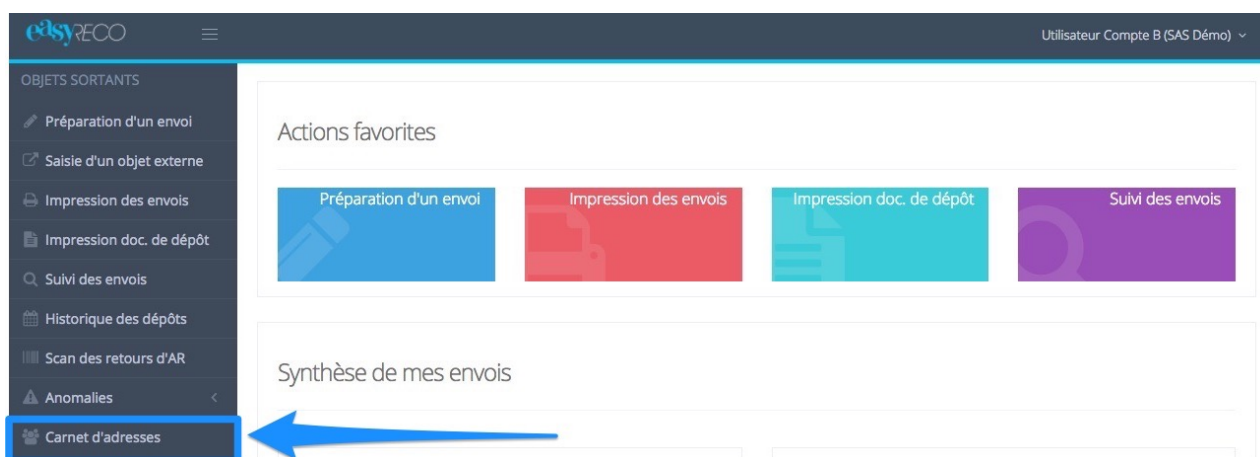 easyRECO
Utilisateur Compte B (SAS Démo)
OBJETS SORTANTS
Préparation d'un envoi
Saisie d'un objet externe
Impression des envois
Impression doc. de dépôt
Suivi des envois
Historique des dépôts
Scan des retours d'AR
Anomalies
Carnet d'adresses
Actions favorites
Préparation d'un envoi
Impression des envois
Impression doc. de dépôt
Suivi des envois
Synthèse de mes envois